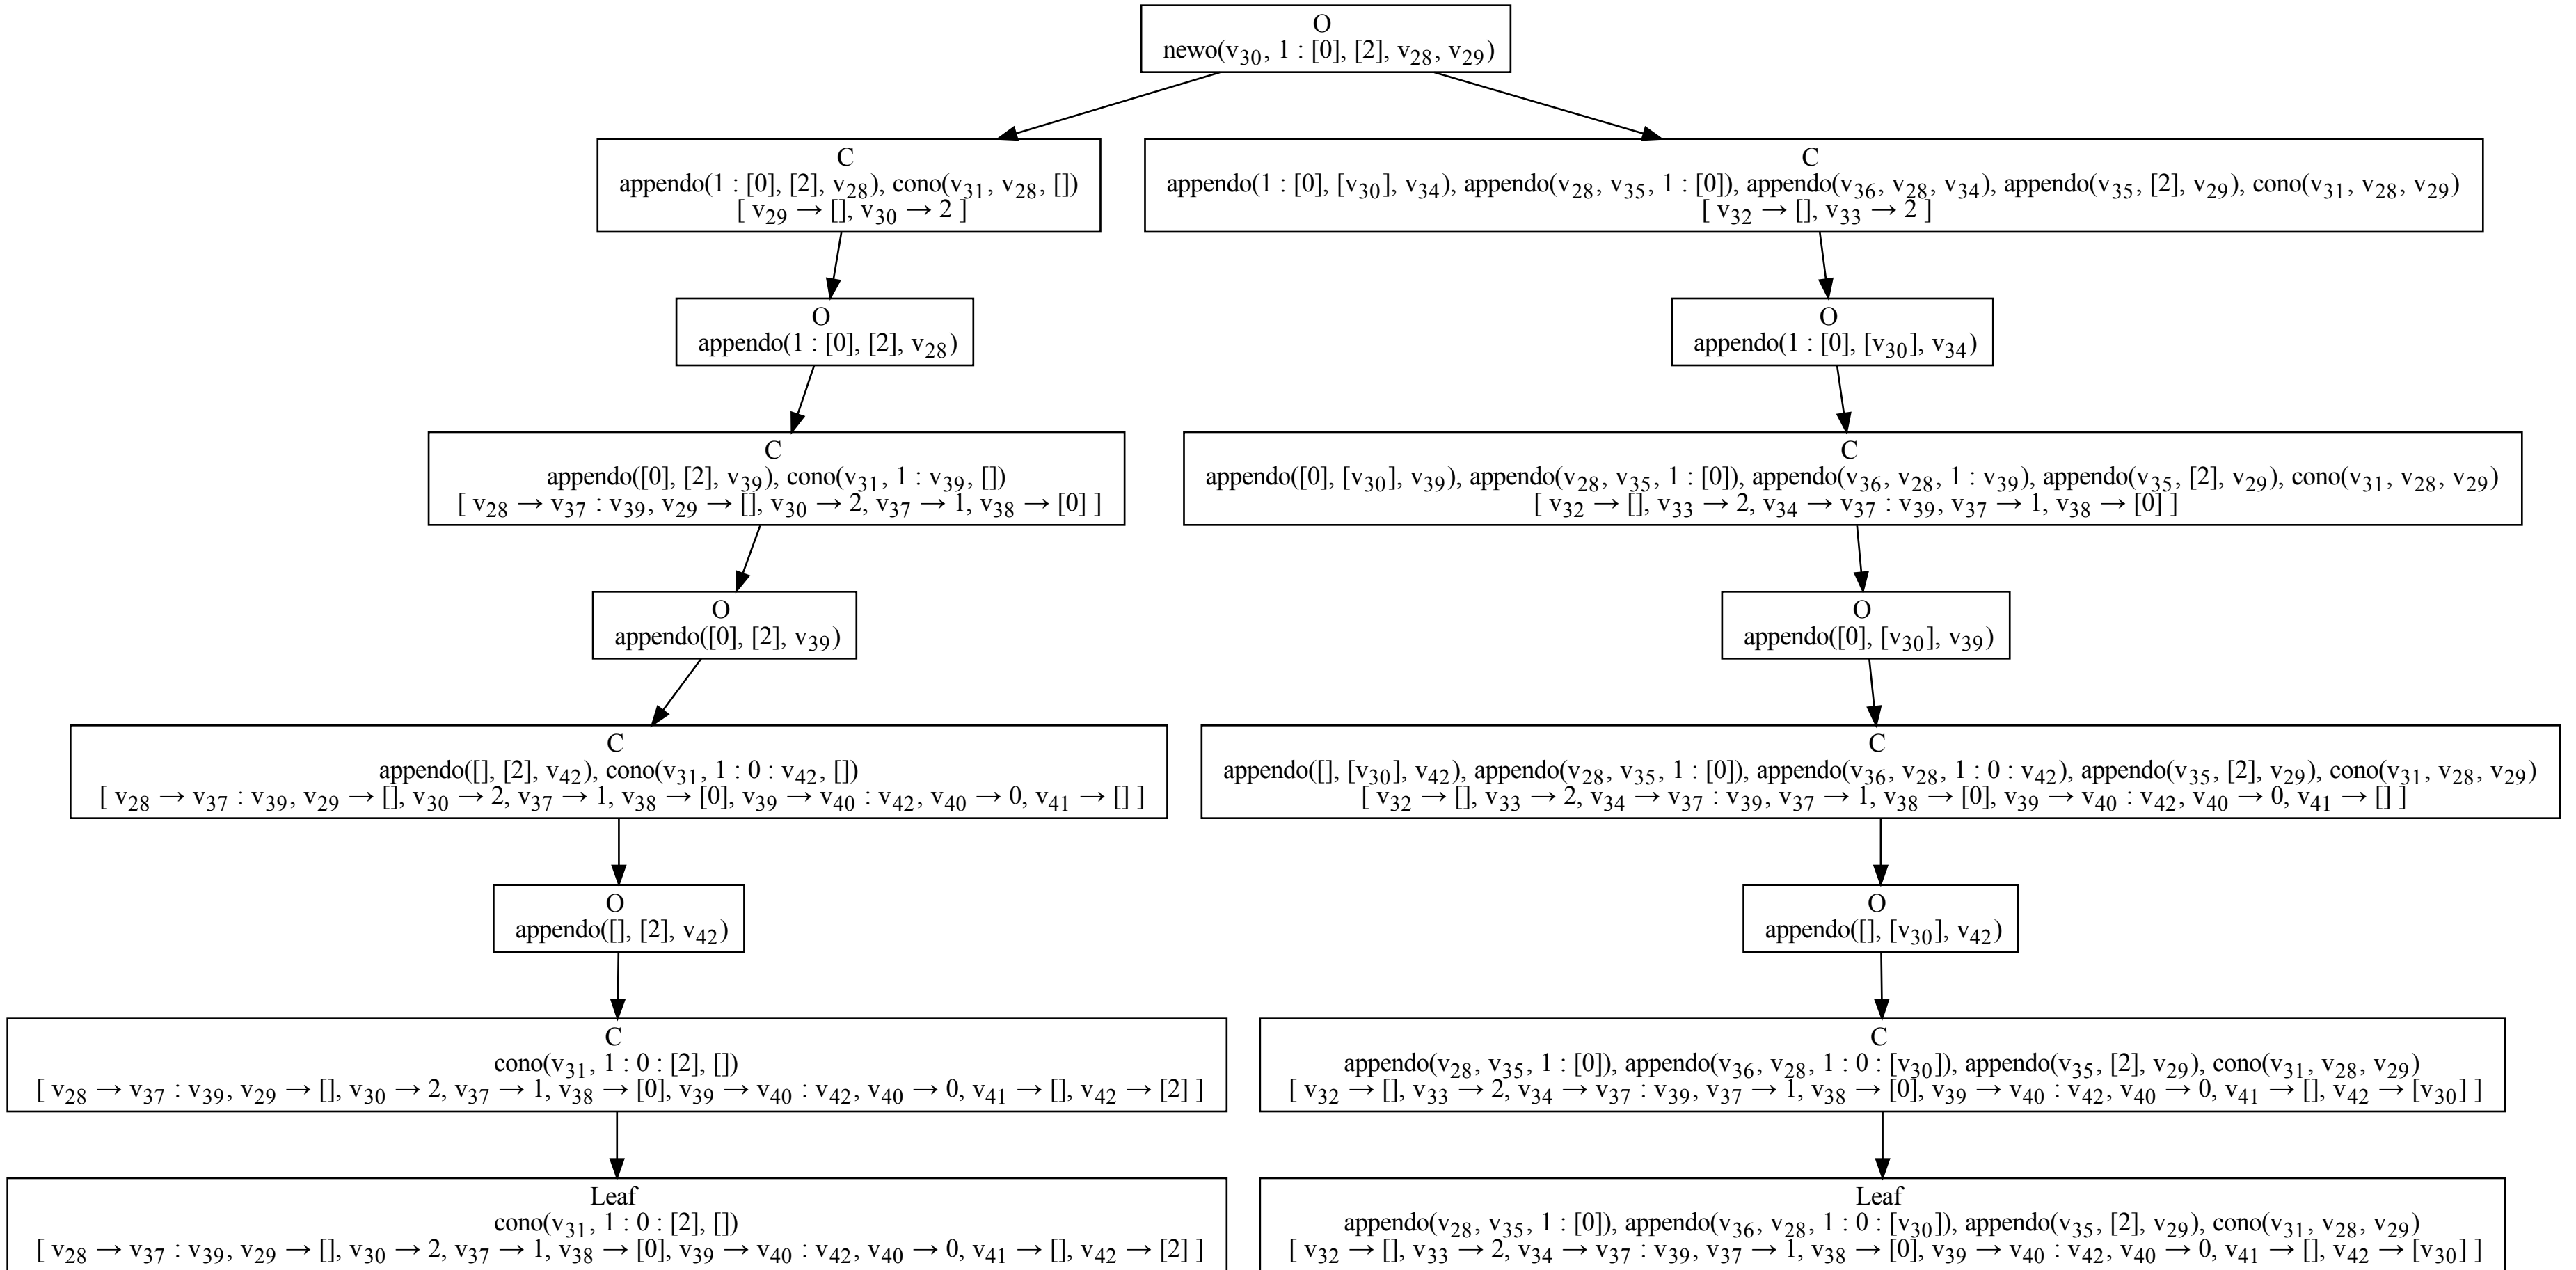 O
newo(v₃₀, 1 : [0], [2], v₂₈, v₂₉)
C
appendo(1 : [0], [2], v₂₈), cono(v₃₁, v₂₈, [])
[ v₂₉ → [], v₃₀ → 2 ]
C
appendo(1 : [0], [v₃₀], v₃₄), appendo(v₂₈, v₃₅, 1 : [0]), appendo(v₃₆, v₂₈, v₃₄), appendo(v₃₅, [2], v₂₉), cono(v₃₁, v₂₈, v₂₉)
[ v₃₂ → [], v₃₃ → 2 ]
O
appendo(1 : [0], [2], v₂₈)
O
appendo(1 : [0], [v₃₀], v₃₄)
C
appendo([0], [2], v₃₉), cono(v₃₁, 1 : v₃₉, [])
[ v₂₈ → v₃₇ : v₃₉, v₂₉ → [], v₃₀ → 2, v₃₇ → 1, v₃₈ → [0] ]
C
appendo([0], [v₃₀], v₃₉), appendo(v₂₈, v₃₅, 1 : [0]), appendo(v₃₆, v₂₈, 1 : v₃₉), appendo(v₃₅, [2], v₂₉), cono(v₃₁, v₂₈, v₂₉)
[ v₃₂ → [], v₃₃ → 2, v₃₄ → v₃₇ : v₃₉, v₃₇ → 1, v₃₈ → [0] ]
O
appendo([0], [2], v₃₉)
O
appendo([0], [v₃₀], v₃₉)
C
appendo([], [2], v₄₂), cono(v₃₁, 1 : 0 : v₄₂, [])
[ v₂₈ → v₃₇ : v₃₉, v₂₉ → [], v₃₀ → 2, v₃₇ → 1, v₃₈ → [0], v₃₉ → v₄₀ : v₄₂, v₄₀ → 0, v₄₁ → [] ]
C
appendo([], [v₃₀], v₄₂), appendo(v₂₈, v₃₅, 1 : [0]), appendo(v₃₆, v₂₈, 1 : 0 : v₄₂), appendo(v₃₅, [2], v₂₉), cono(v₃₁, v₂₈, v₂₉)
[ v₃₂ → [], v₃₃ → 2, v₃₄ → v₃₇ : v₃₉, v₃₇ → 1, v₃₈ → [0], v₃₉ → v₄₀ : v₄₂, v₄₀ → 0, v₄₁ → [] ]
O
appendo([], [2], v₄₂)
O
appendo([], [v₃₀], v₄₂)
C
cono(v₃₁, 1 : 0 : [2], [])
[ v₂₈ → v₃₇ : v₃₉, v₂₉ → [], v₃₀ → 2, v₃₇ → 1, v₃₈ → [0], v₃₉ → v₄₀ : v₄₂, v₄₀ → 0, v₄₁ → [], v₄₂ → [2] ]
C
appendo(v₂₈, v₃₅, 1 : [0]), appendo(v₃₆, v₂₈, 1 : 0 : [v₃₀]), appendo(v₃₅, [2], v₂₉), cono(v₃₁, v₂₈, v₂₉)
[ v₃₂ → [], v₃₃ → 2, v₃₄ → v₃₇ : v₃₉, v₃₇ → 1, v₃₈ → [0], v₃₉ → v₄₀ : v₄₂, v₄₀ → 0, v₄₁ → [], v₄₂ → [v₃₀] ]
Leaf
cono(v₃₁, 1 : 0 : [2], [])
[ v₂₈ → v₃₇ : v₃₉, v₂₉ → [], v₃₀ → 2, v₃₇ → 1, v₃₈ → [0], v₃₉ → v₄₀ : v₄₂, v₄₀ → 0, v₄₁ → [], v₄₂ → [2] ]
Leaf
appendo(v₂₈, v₃₅, 1 : [0]), appendo(v₃₆, v₂₈, 1 : 0 : [v₃₀]), appendo(v₃₅, [2], v₂₉), cono(v₃₁, v₂₈, v₂₉)
[ v₃₂ → [], v₃₃ → 2, v₃₄ → v₃₇ : v₃₉, v₃₇ → 1, v₃₈ → [0], v₃₉ → v₄₀ : v₄₂, v₄₀ → 0, v₄₁ → [], v₄₂ → [v₃₀] ]